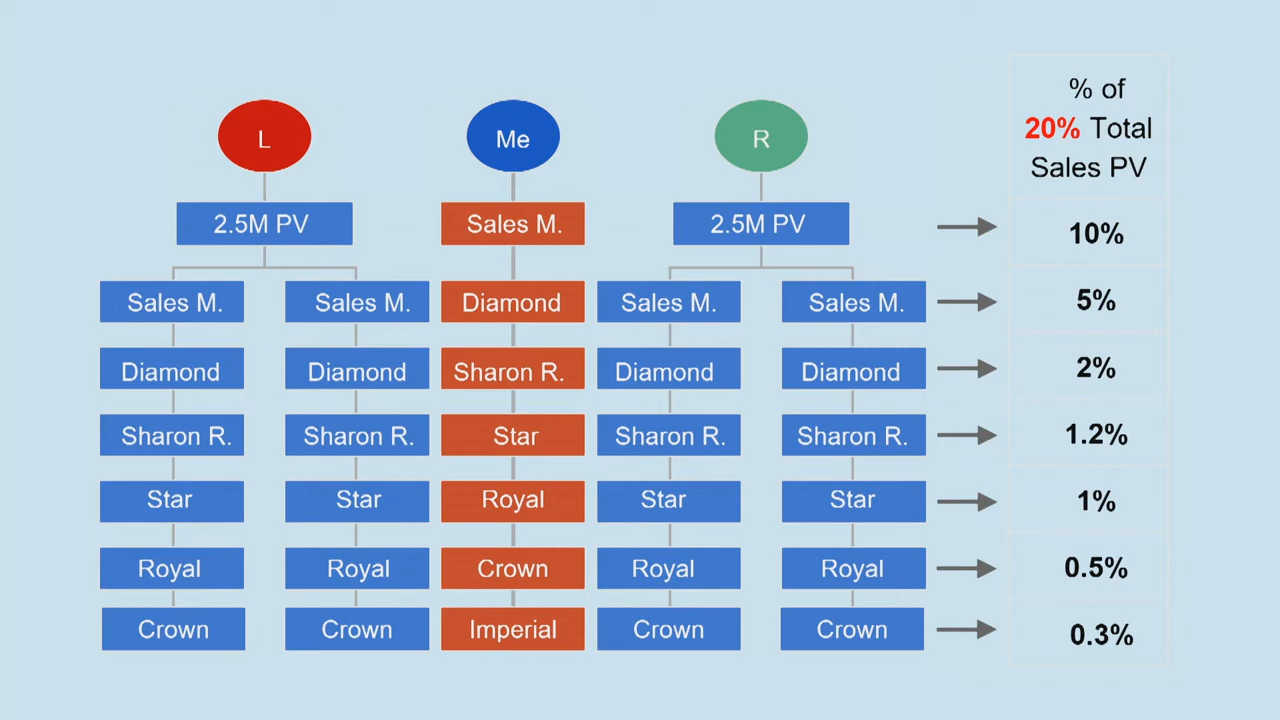 % of
20% Total
Sales PV
L Me R
2.5M PV Sales M. 2.5M PV 10%
Sales M. Sales M. Diamond Sales M. Sales M. 5%
Diamond Diamond Sharon R. Diamond Diamond 2%
Sharon R. Sharon R. Star Sharon R. Sharon R. 1.2%
Star Star Royal Star Star 1%
Royal Royal Crown Royal Royal 0.5%
Crown Crown Imperial Crown Crown 0.3%